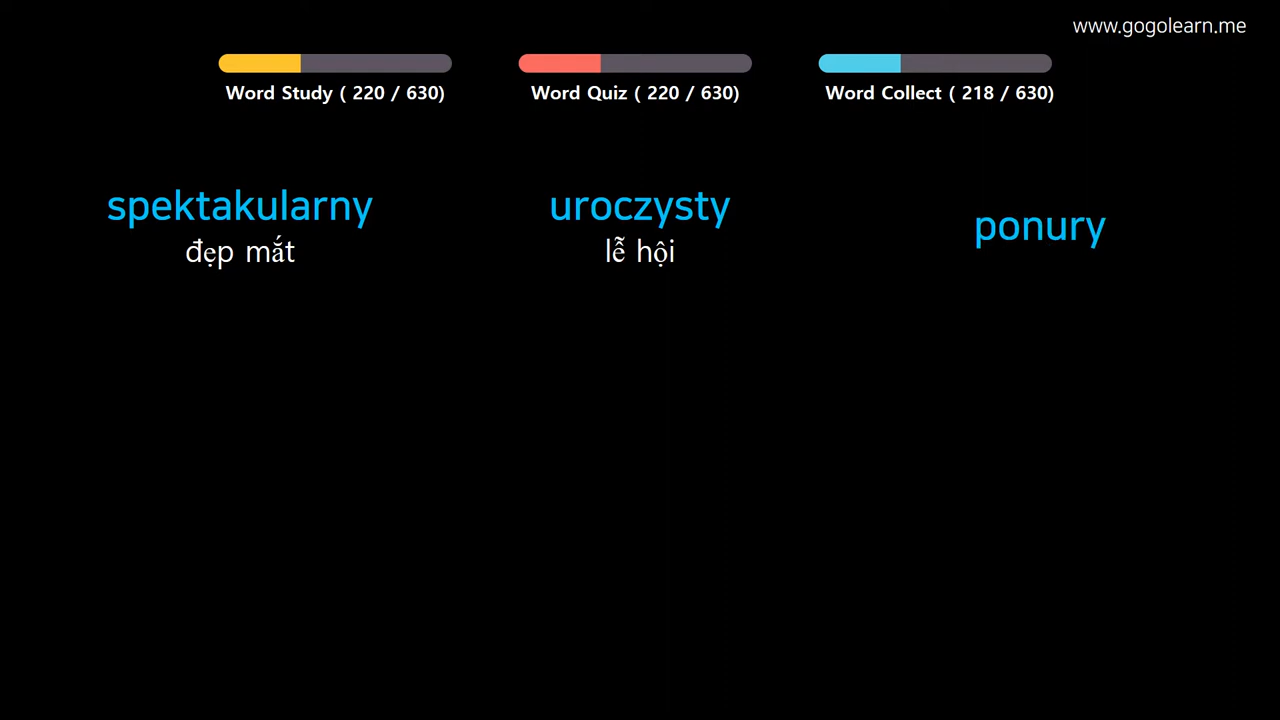 www.gogolearn.me
Word Study ( 220 / 630)
Word Quiz ( 220 / 630)
Word Collect ( 218 / 630)
spektakularny
đẹp mắt
uroczysty
lễ hội
ponury